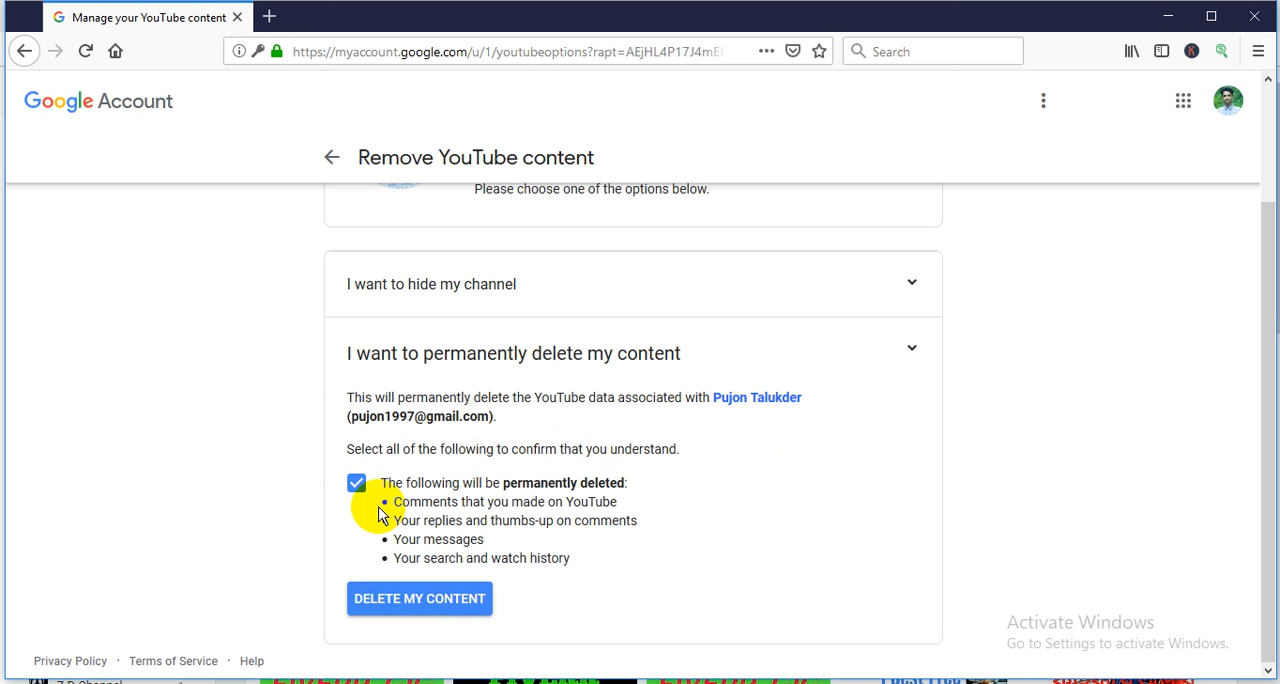 Manage your YouTube content
https://myaccount.google.com/u/1/youtubeoptions?rapt=AEjHL4P17J4mE
Search
Google Account
Remove YouTube content
Please choose one of the options below.
I want to hide my channel
I want to permanently delete my content
This will permanently delete the YouTube data associated with Pujon Talukder
(pujon1997@gmail.com).
Select all of the following to confirm that you understand.
The following will be permanently deleted:
• Comments that you made on YouTube
• Your replies and thumbs-up on comments
• Your messages
• Your search and watch history
DELETE MY CONTENT
Activate Windows
Go to Settings to activate Windows.
Privacy Policy · Terms of Service · Help